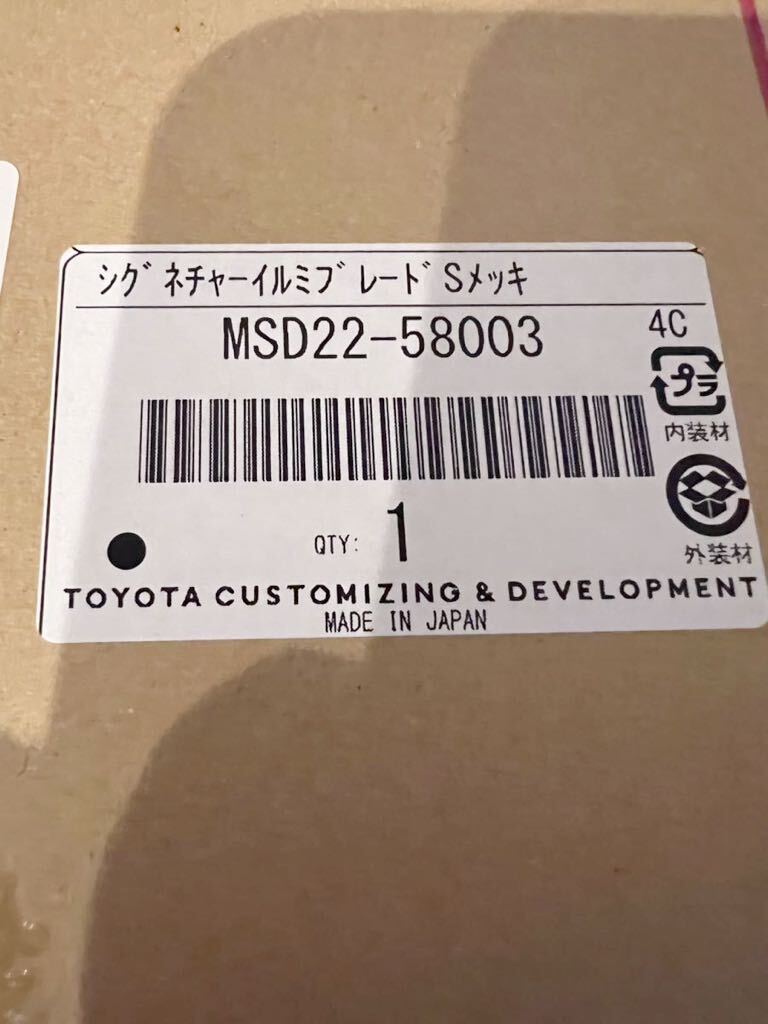 ｼｸﾞﾈﾁｬｰｲﾙﾐﾌﾞﾚｰﾄﾞSﾒｯｷ
MSD22-58003
4C
プラ
内装材
QTY: 1
外装材
TOYOTA CUSTOMIZING & DEVELOPMENT
MADE IN JAPAN